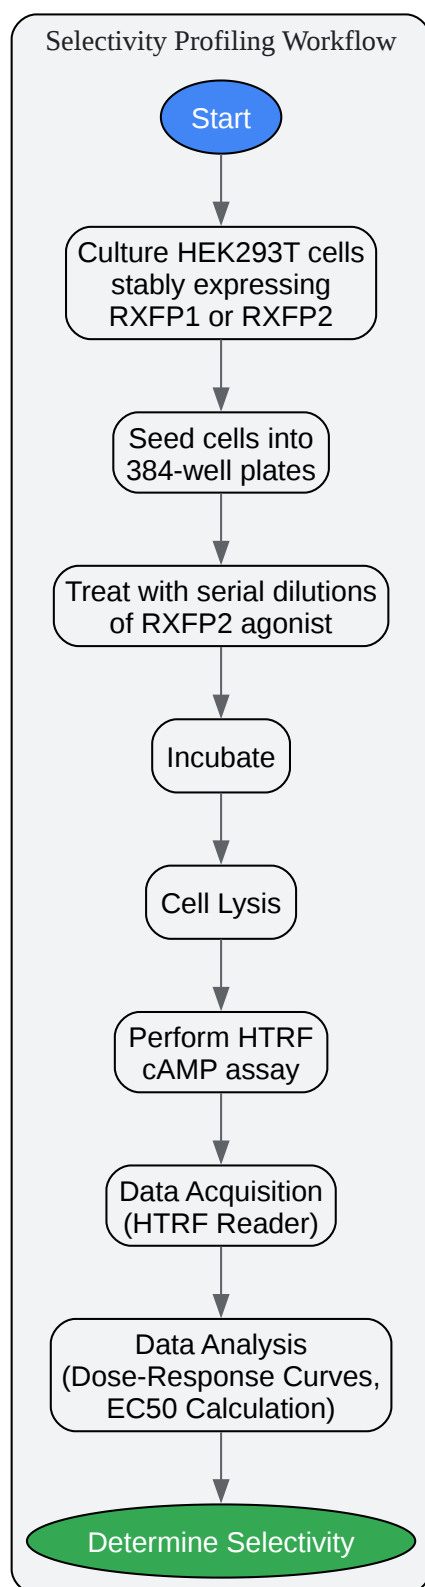 Selectivity Profiling Workflow
Start
Culture HEK293T cells
stably expressing
RXFP1 or RXFP2
Seed cells into
384-well plates
Treat with serial dilutions
of RXFP2 agonist
Incubate
Cell Lysis
Perform HTRF
cAMP assay
Data Acquisition
(HTRF Reader)
Data Analysis
(Dose-Response Curves,
EC50 Calculation)
Determine Selectivity